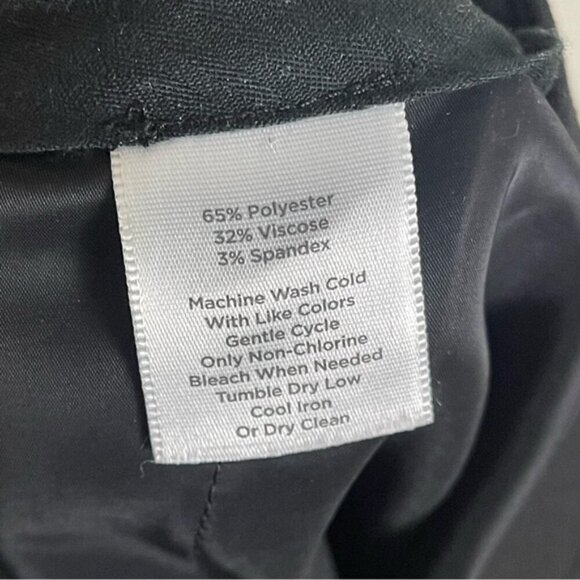 65% Polyester
32% Viscose
3% Spandex
Machine Wash Cold
With Like Colors
Gentle Cycle
Only Non-Chlorine
Bleach When Needed
Tumble Dry Low
Cool Iron
Or Dry Clean